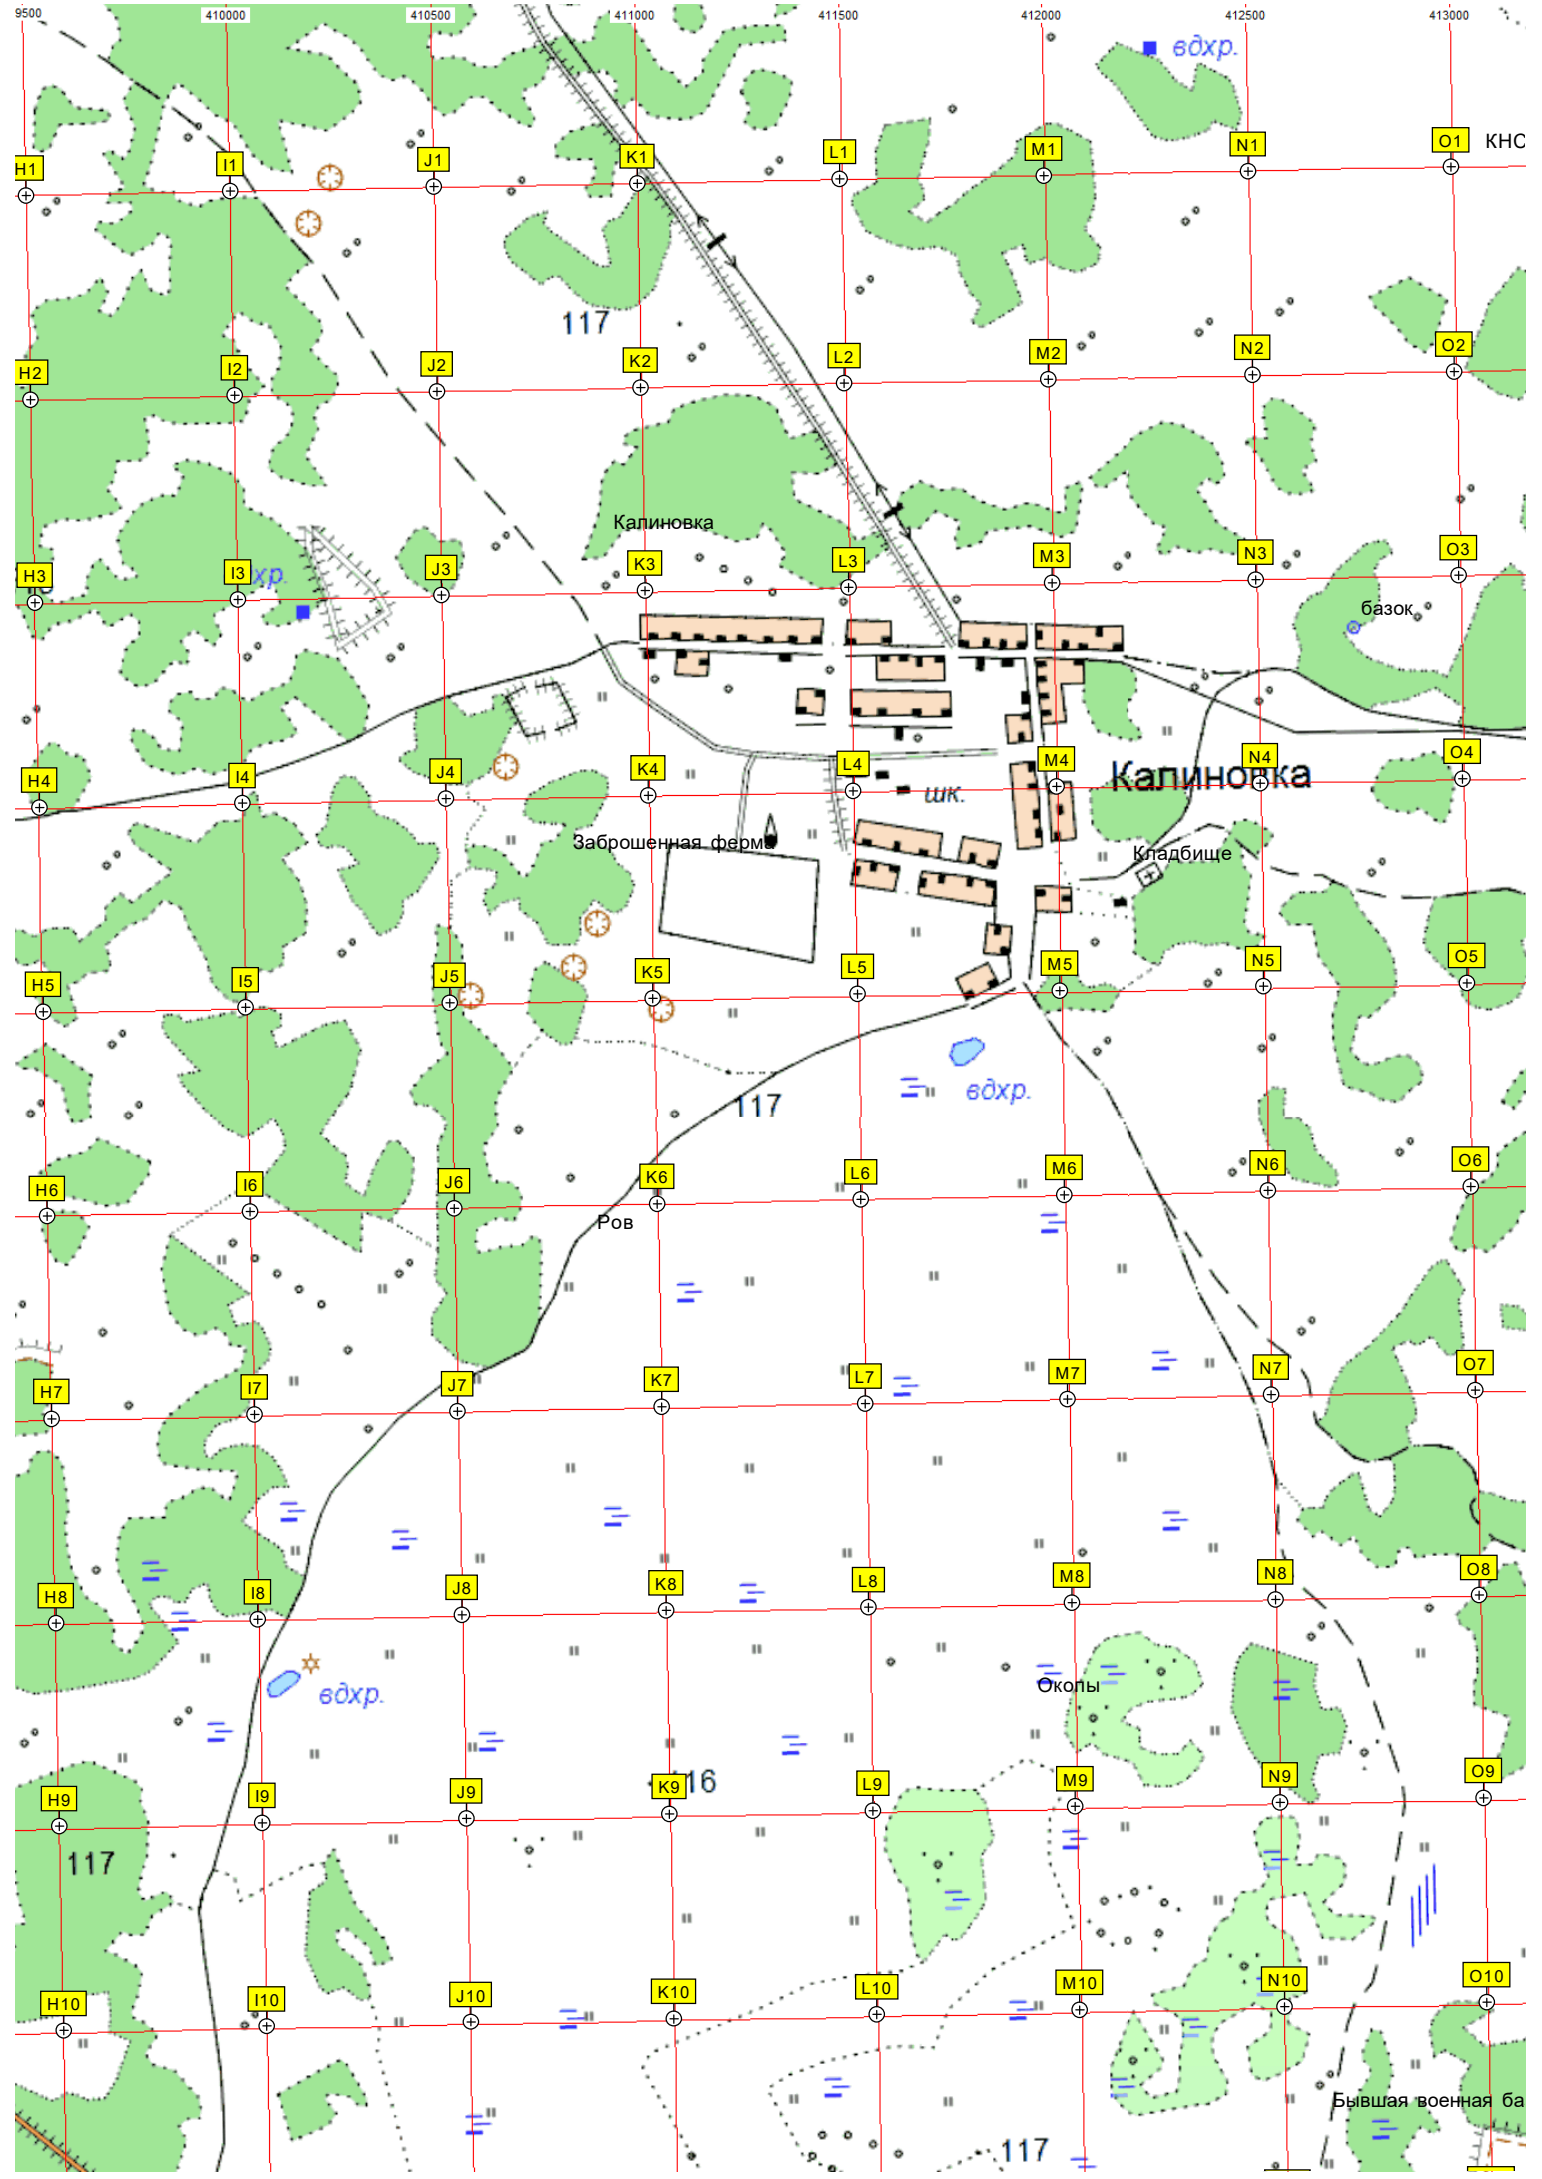 9500 410000 410500 411000 411500 412000 412500 413000
вдхр.
H1 I1 J1 K1 L1 M1 N1 O1 КНС
117
H2 I2 J2 K2 L2 M2 N2 O2
Калиновка
H3 I3 J3 K3 L3 M3 N3 O3
хр.
базок
H4 I4 J4 K4 L4 M4 N4 O4
Калиновка
шк.
Заброшенная ферма
Кладбище
H5 I5 J5 K5 L5 M5 N5 O5
вдхр.
117
H6 I6 J6 K6 L6 M6 N6 O6
Ров
H7 I7 J7 K7 L7 M7 N7 O7
H8 I8 J8 K8 L8 M8 N8 O8
Окопы
вдхр.
H9 I9 J9 K9 16 L9 M9 N9 O9
117
H10 I10 J10 K10 L10 M10 N10 O10
Бывшая военная ба
117